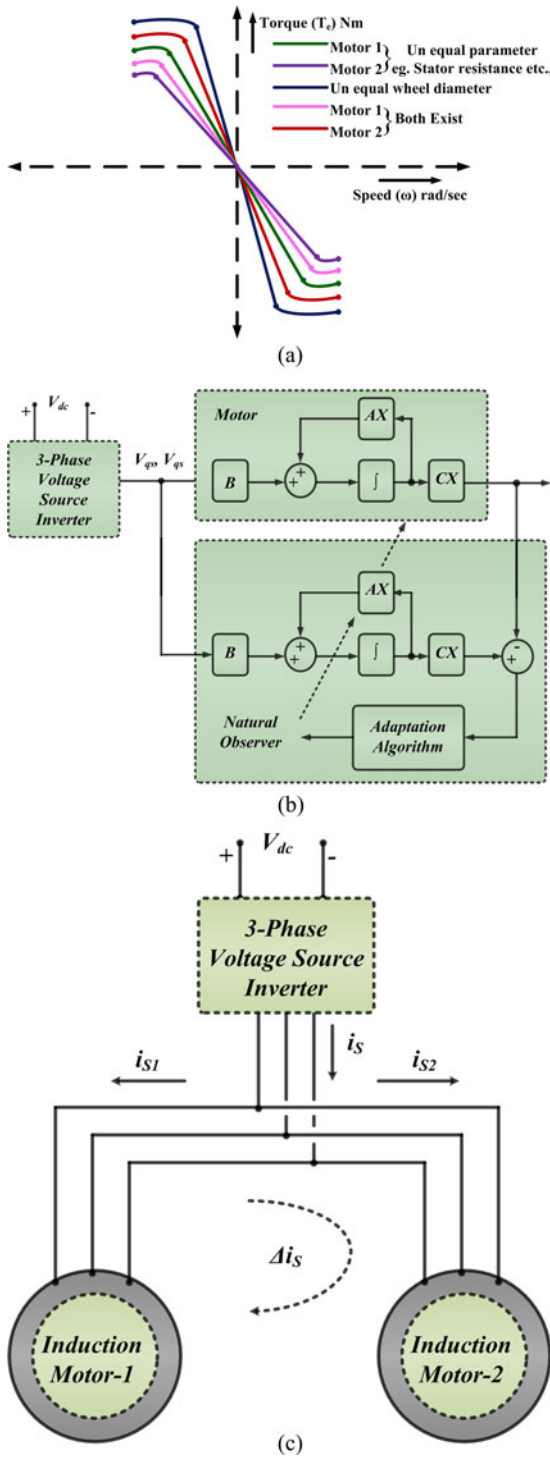 Torque (Te) Nm
Motor 1
Motor 2
Un equal parameter
eg. Stator resistance etc.,
Un equal wheel diameter
Motor 1
Motor 2
Both Exist
Speed (ω) rad/sec
(a)
Vdc
+ -
3-Phase
Voltage
Source
Inverter
Vqs, Vqs
Motor
AX
B
+
+
∫
CX
AX
B
+
+
∫
CX
-
+
Natural
Observer
Adaptation
Algorithm
(b)
Vdc
+ -
3-Phase
Voltage Source
Inverter
iS
iS1
iS2
ΔiS
Induction
Motor-1
Induction
Motor-2
(c)